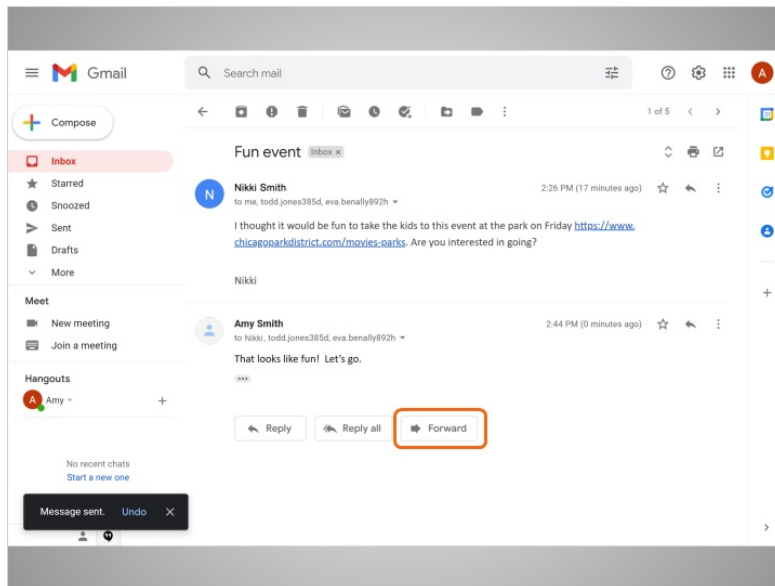 Gmail
Search mail
A
Compose
1 of 5
Inbox
Starred
Snoozed
Sent
Drafts
More
Meet
New meeting
Join a meeting
Hangouts
A Amy
No recent chats
Start a new one
Message sent. Undo
Fun event Inbox x
N
Nikki Smith 2:26 PM (17 minutes ago)
to me, todd.jones385d, eva.benally892h
I thought it would be fun to take the kids to this event at the park on Friday https://www.
chicagoparkdistrict.com/movies-parks. Are you interested in going?
Nikki
Amy Smith 2:44 PM (0 minutes ago)
to Nikki, todd.jones385d, eva.benally892h
That looks like fun! Let's go.
Reply Reply all Forward